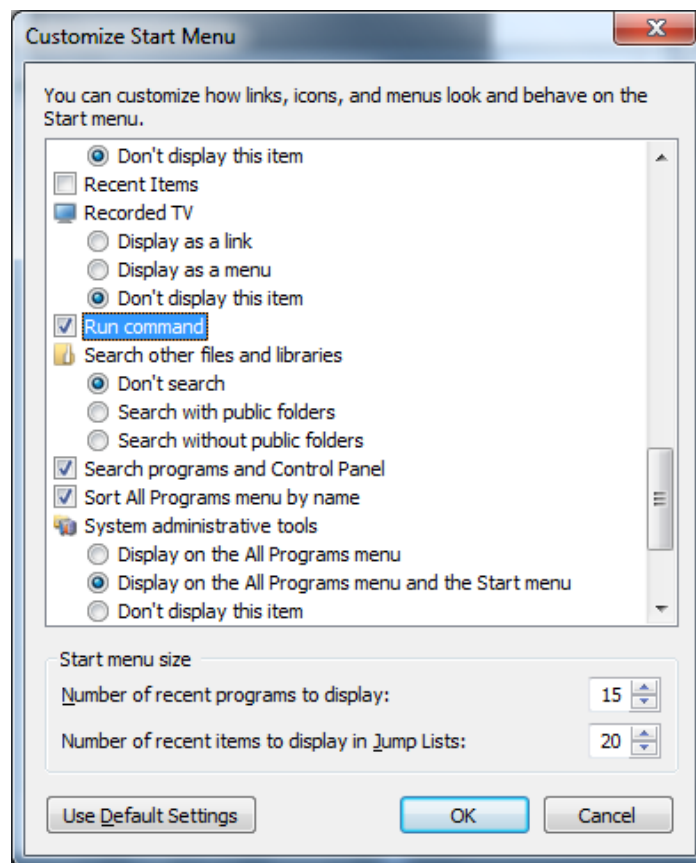 Customize Start Menu
You can customize how links, icons, and menus look and behave on the
Start menu.
Don't display this item
Recent Items
Recorded TV
Display as a link
Display as a menu
Don't display this item
Run command
Search other files and libraries
Don't search
Search with public folders
Search without public folders
Search programs and Control Panel
Sort All Programs menu by name
System administrative tools
Display on the All Programs menu
Display on the All Programs menu and the Start menu
Don't display this item
Start menu size
Number of recent programs to display: 15
Number of recent items to display in Jump Lists: 20
Use Default Settings OK Cancel